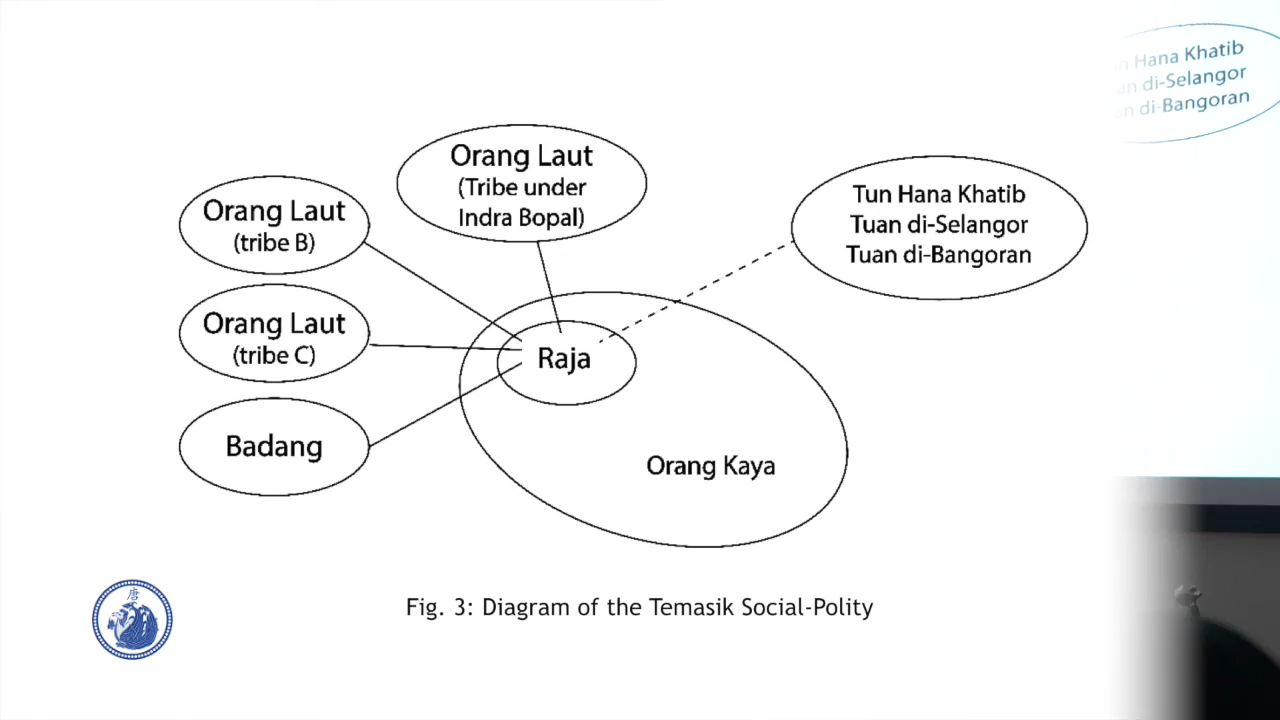 Orang Laut
(Tribe under
Indra Bopal)
Orang Laut
(tribe B)
Orang Laut
(tribe C)
Badang
Raja
Orang Kaya
Tun Hana Khatib
Tuan di-Selangor
Tuan di-Bangoran
Hana Khatib
di-Selangor
di-Bangoran
Fig. 3: Diagram of the Temasik Social-Polity
唐